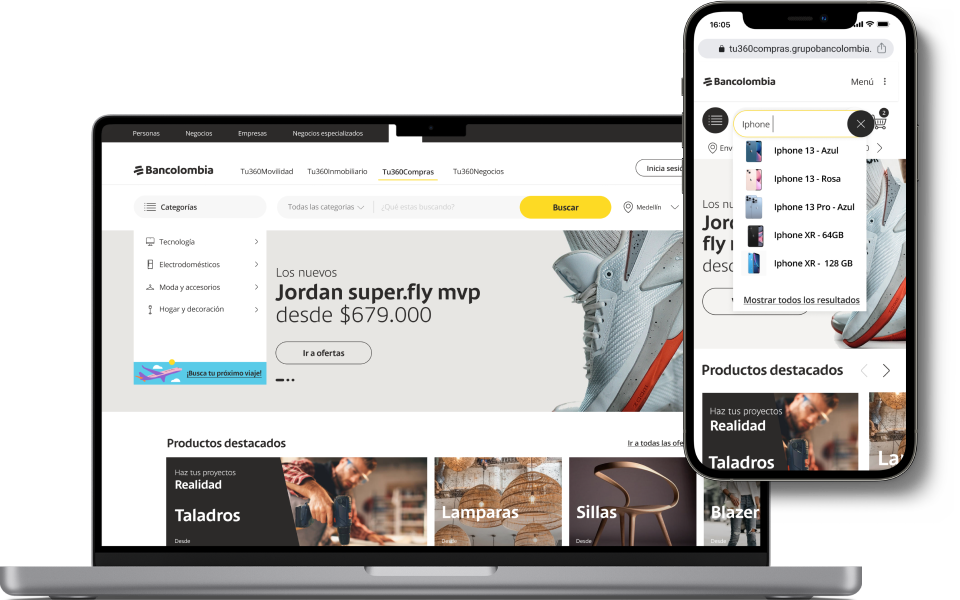 Personas Negocios Empresas Negocios especializados
Bancolombia Tu360Movilidad Tu360Inmobiliario Tu360Compras Tu360Negocios Inicia sesió
Categorías Todas las categorias ¿Qué estas buscando? Buscar Medellín
Tecnología
Electrodomésticos
Moda y accesorios
Hogar y decoración
¡Busca tu próximo viaje!
Los nuevos
Jordan super.fly mvp
desde $679.000
Ir a ofertas
Productos destacados Ir a todas las ofe
Haz tus proyectos
Realidad
Taladros
Desde
Lamparas
Desde
Sillas
Desde
Blazer
Desde
16:05
tu360compras.grupobancolombia.
Bancolombia Menú
Iphone
2
Env
Iphone 13 - Azul
Iphone 13 - Rosa
Iphone 13 Pro - Azul
Iphone XR - 64GB
Iphone XR - 128 GB
Mostrar todos los resultados
Los nu
Jord
fly
desd
Productos destacados
Haz tus proyectos
Realidad
Taladros
La